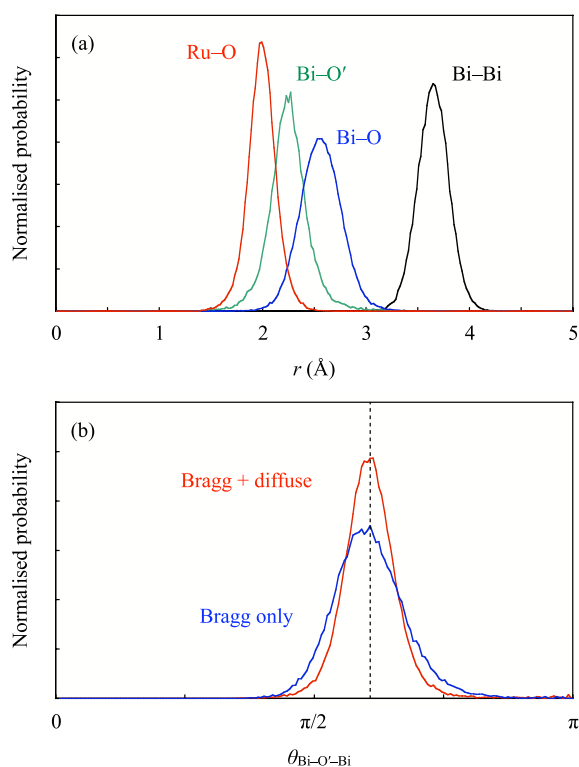 (a)
Ru–O
Bi–O′
Bi–O
Bi–Bi
Normalised probability
0 1 2 3 4 5
r (Å)
(b)
Bragg + diffuse
Bragg only
Normalised probability
0 π/2 π
θBi–O′–Bi